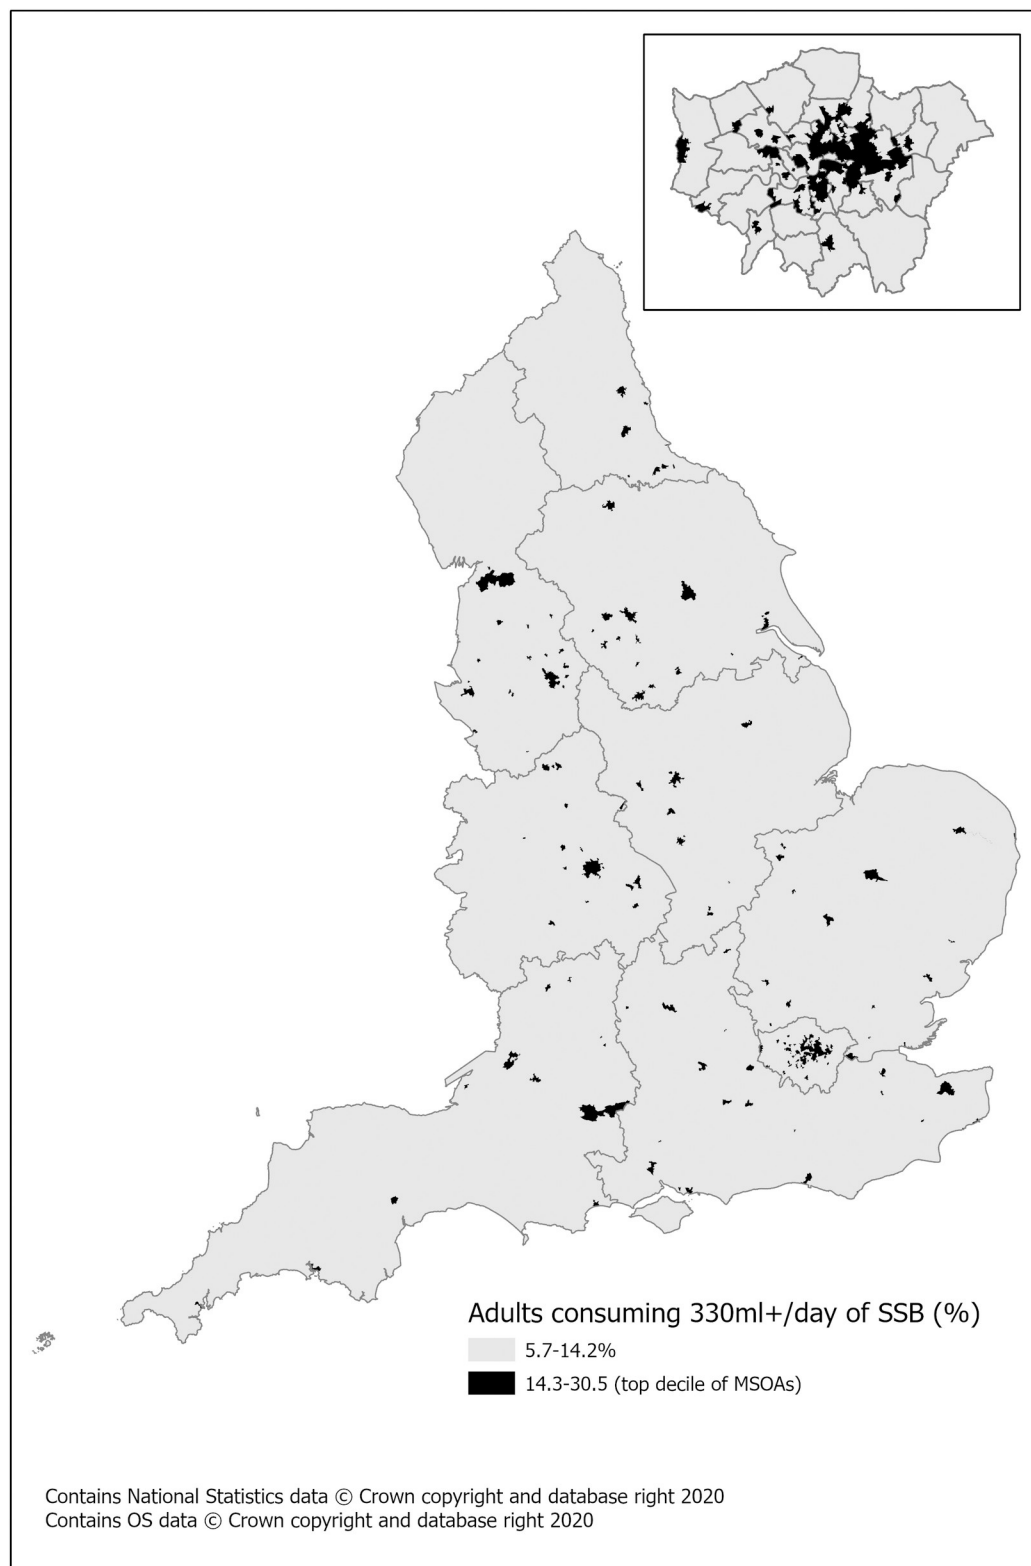 Adults consuming 330ml+/day of SSB (%)
5.7-14.2%
14.3-30.5 (top decile of MSOAs)
Contains National Statistics data © Crown copyright and database right 2020
Contains OS data © Crown copyright and database right 2020